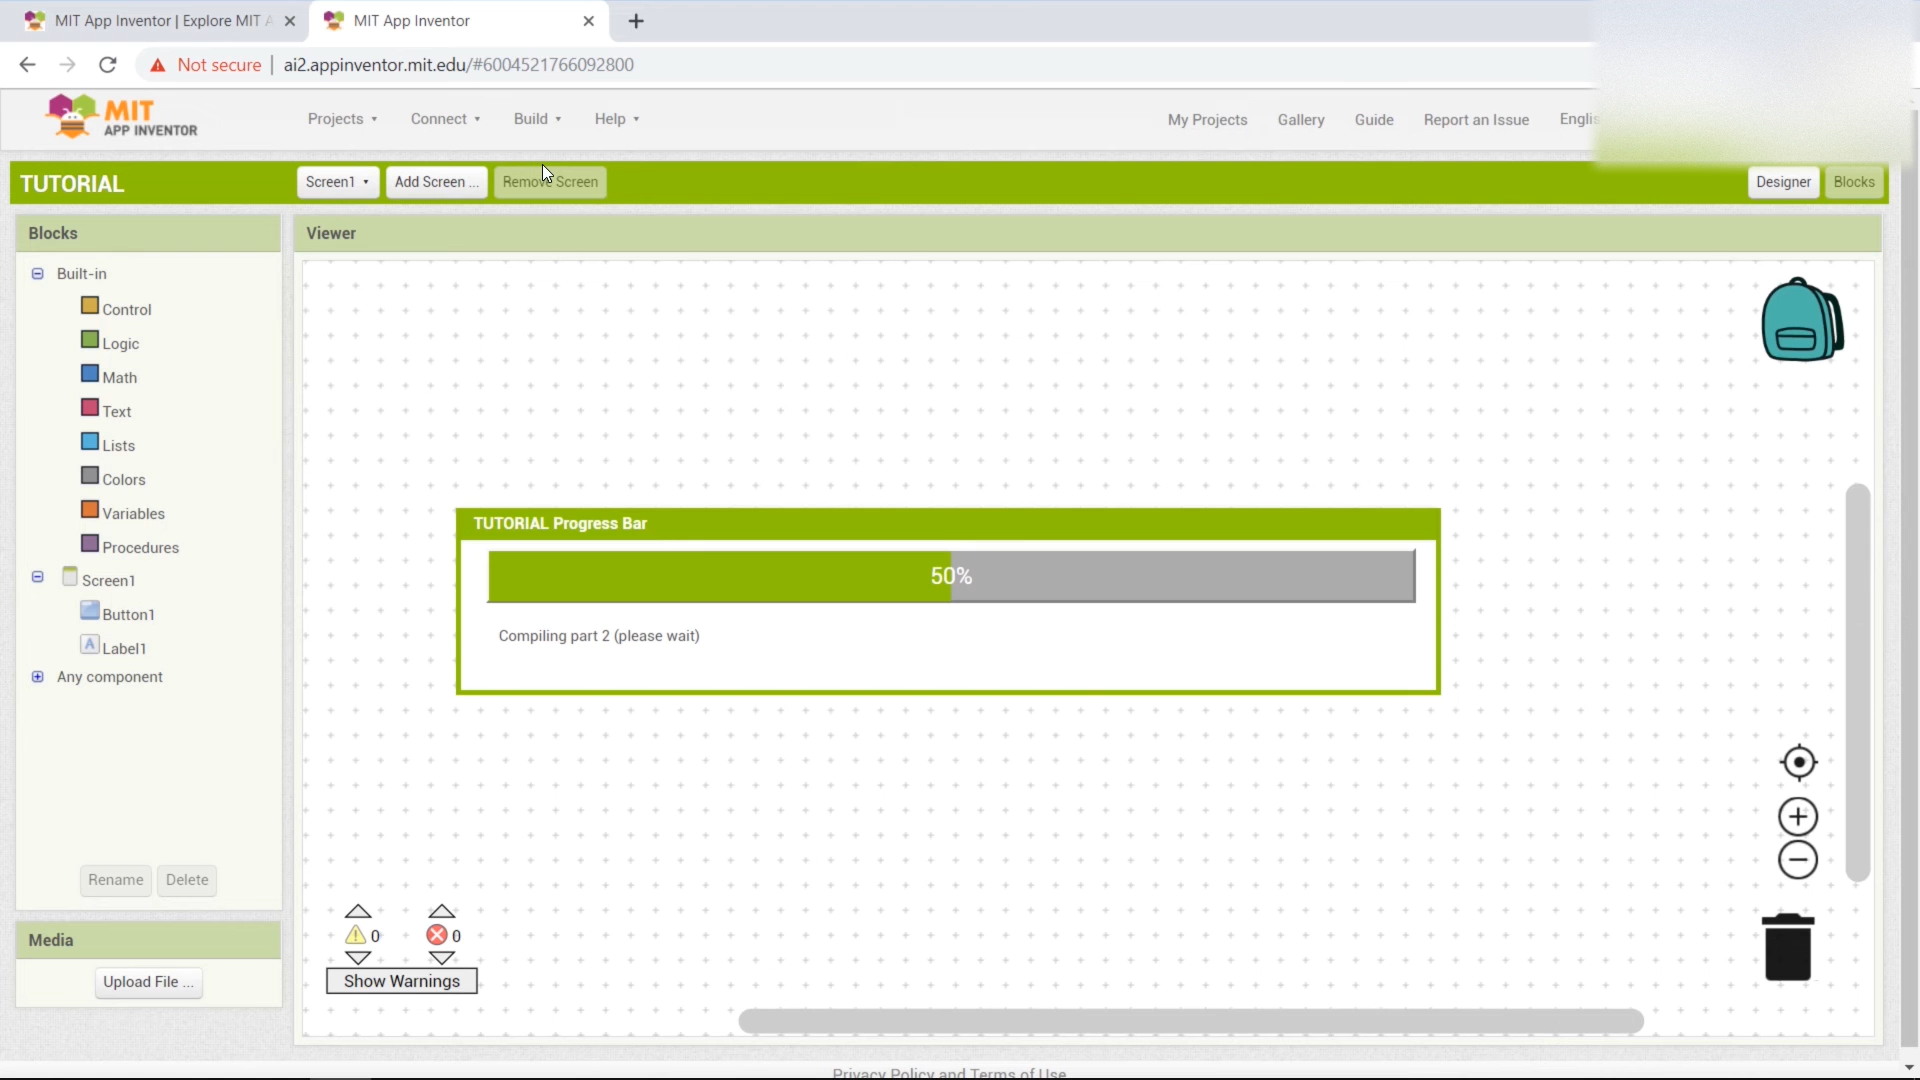 MIT App Inventor | Explore MIT A
MIT App Inventor
Not secure | ai2.appinventor.mit.edu/#6004521766092800
MIT
APP INVENTOR
Projects
Connect
Build
Help
My Projects
Gallery
Guide
Report an Issue
TUTORIAL
Screen1
Add Screen ...
Remove Screen
Designer
Blocks
Blocks
Viewer
Built-in
Control
Logic
Math
Text
Lists
Colors
Variables
Procedures
Screen1
Button1
Label1
Any component
TUTORIAL Progress Bar
50%
Compiling part 2 (please wait)
Rename
Delete
0
0
Show Warnings
Media
Upload File ...
Privacy Policy and Terms of Use